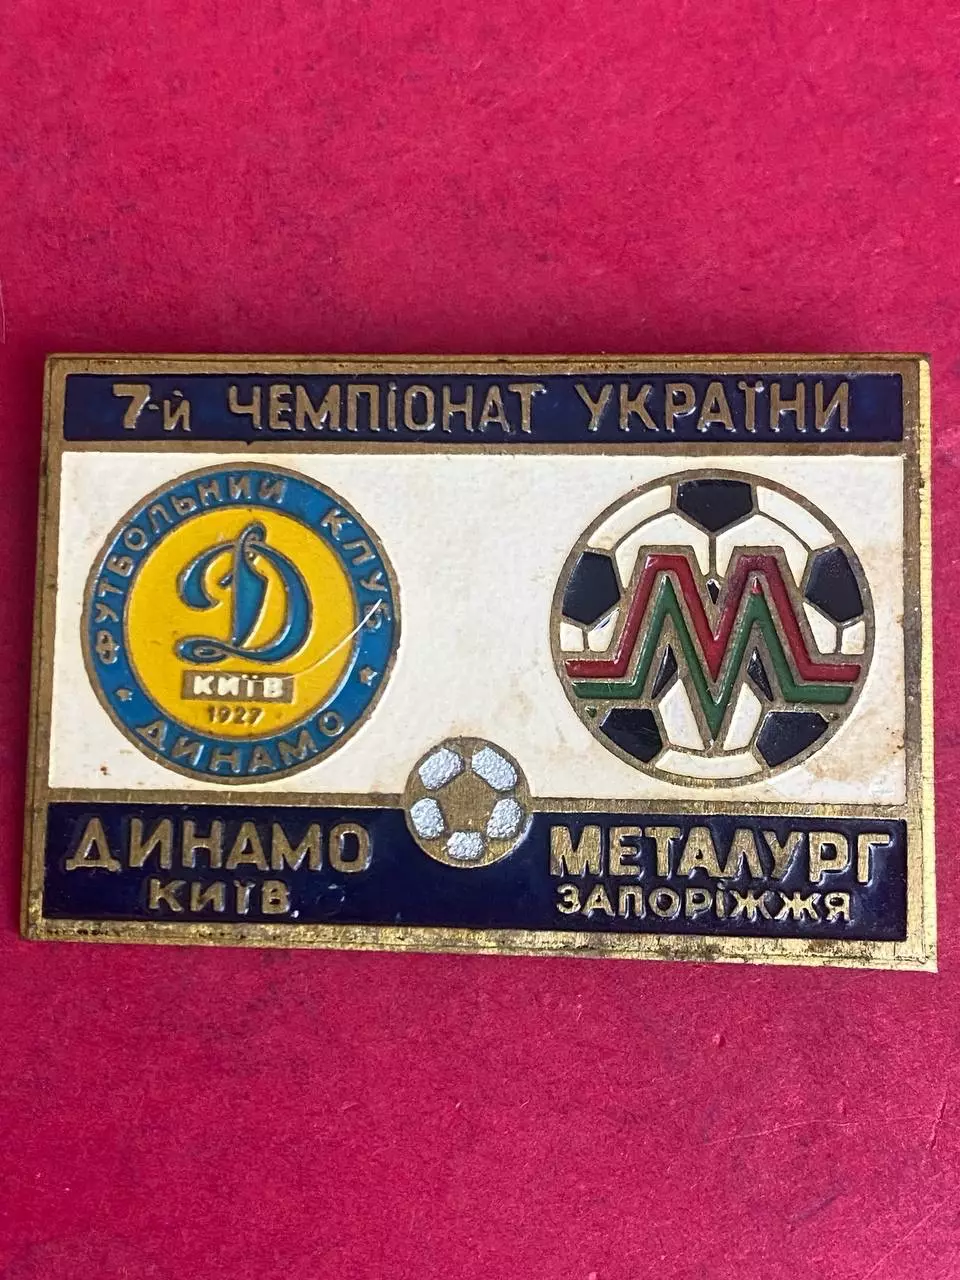 7-й ЧЕМПІОНАТ УКРАЇНИ
ФУТБОЛЬНИЙ КЛУБ
Д
КИЇВ
1927
ДИНАМО
М
ДИНАМО
КИЇВ
МЕТАЛУРГ
ЗАПОРІЖЖЯ